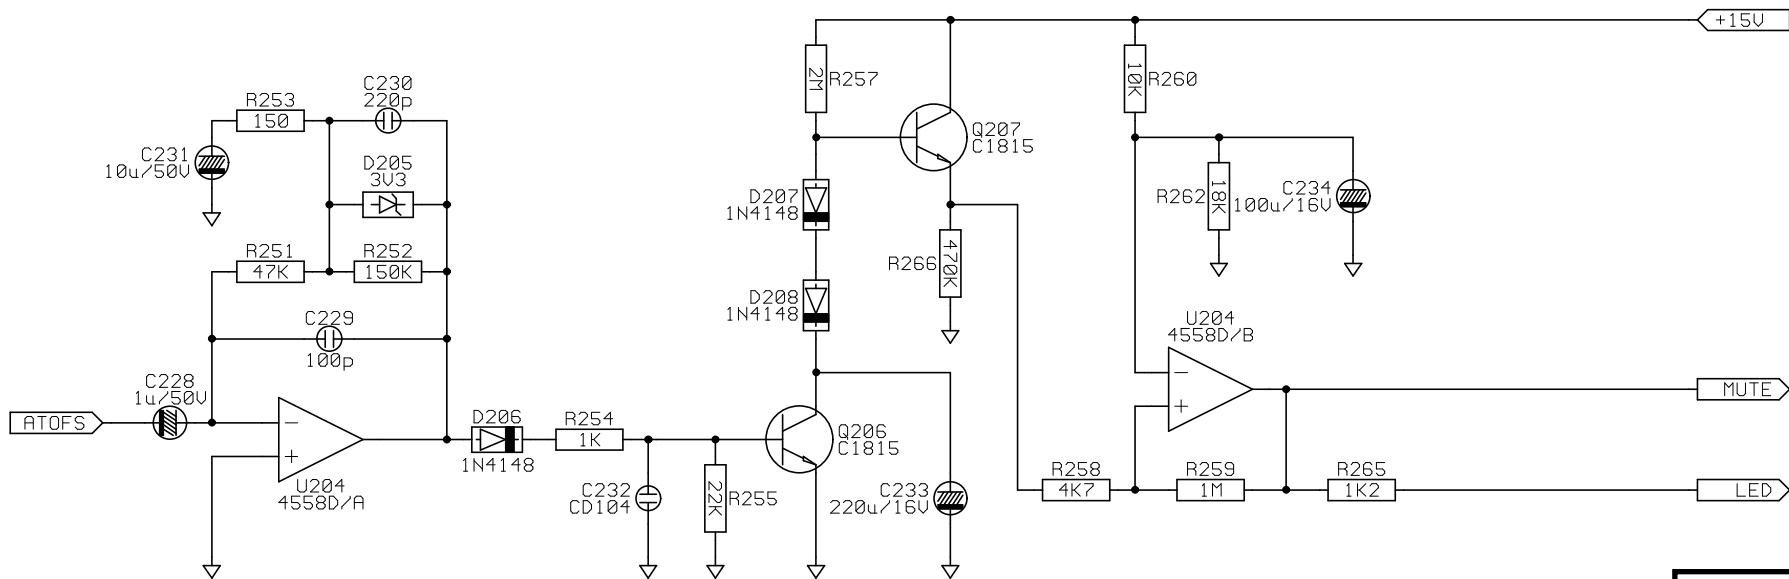 +15V
2M
R257
10K
R260
C230
220p
R253
150
Q207
C1815
C231
10u/50V
D205
3V3
D207
1N4148
R262
18K
C234
100u/16V
R251
47K
R252
150K
R266
470K
D208
1N4148
C229
100p
U204
4558D/B
C228
1u/50V
MUTE
ATOFS
D206
1N4148
R254
1K
Q206
C1815
U204
4558D/A
C232
CD104
22K
R255
C233
220u/16V
R258
4K7
R259
1M
R265
1K2
LED